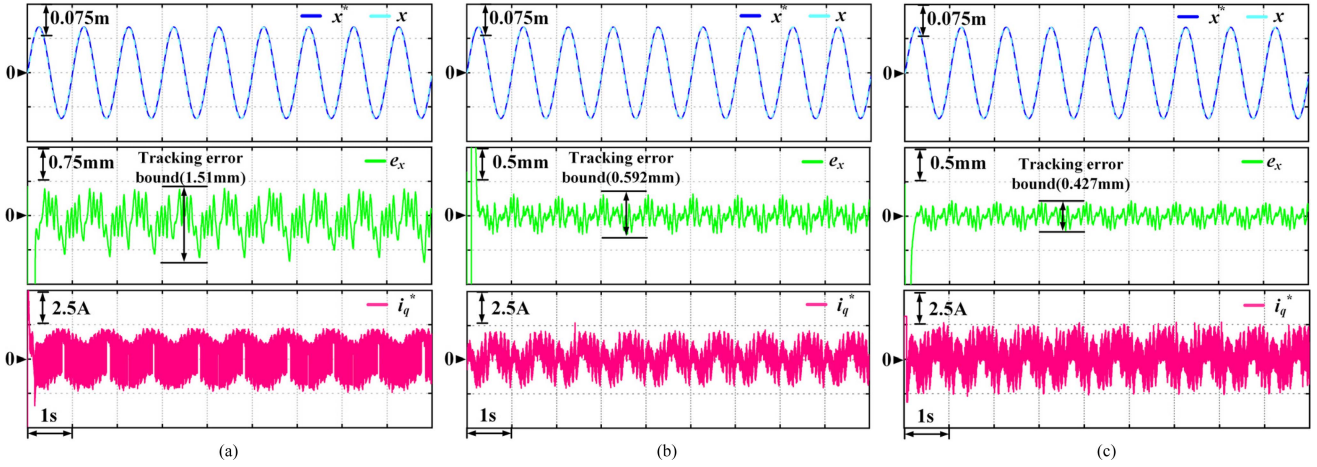 0.075m
x* x
0
0.75mm
e_x
Tracking error
bound(1.51mm)
0
2.5A
i_q*
0
1s
(a)
0.075m
x* x
0
0.5mm
e_x
Tracking error
bound(0.592mm)
0
2.5A
i_q*
0
1s
(b)
0.075m
x* x
0
0.5mm
e_x
Tracking error
bound(0.427mm)
0
2.5A
i_q*
0
1s
(c)